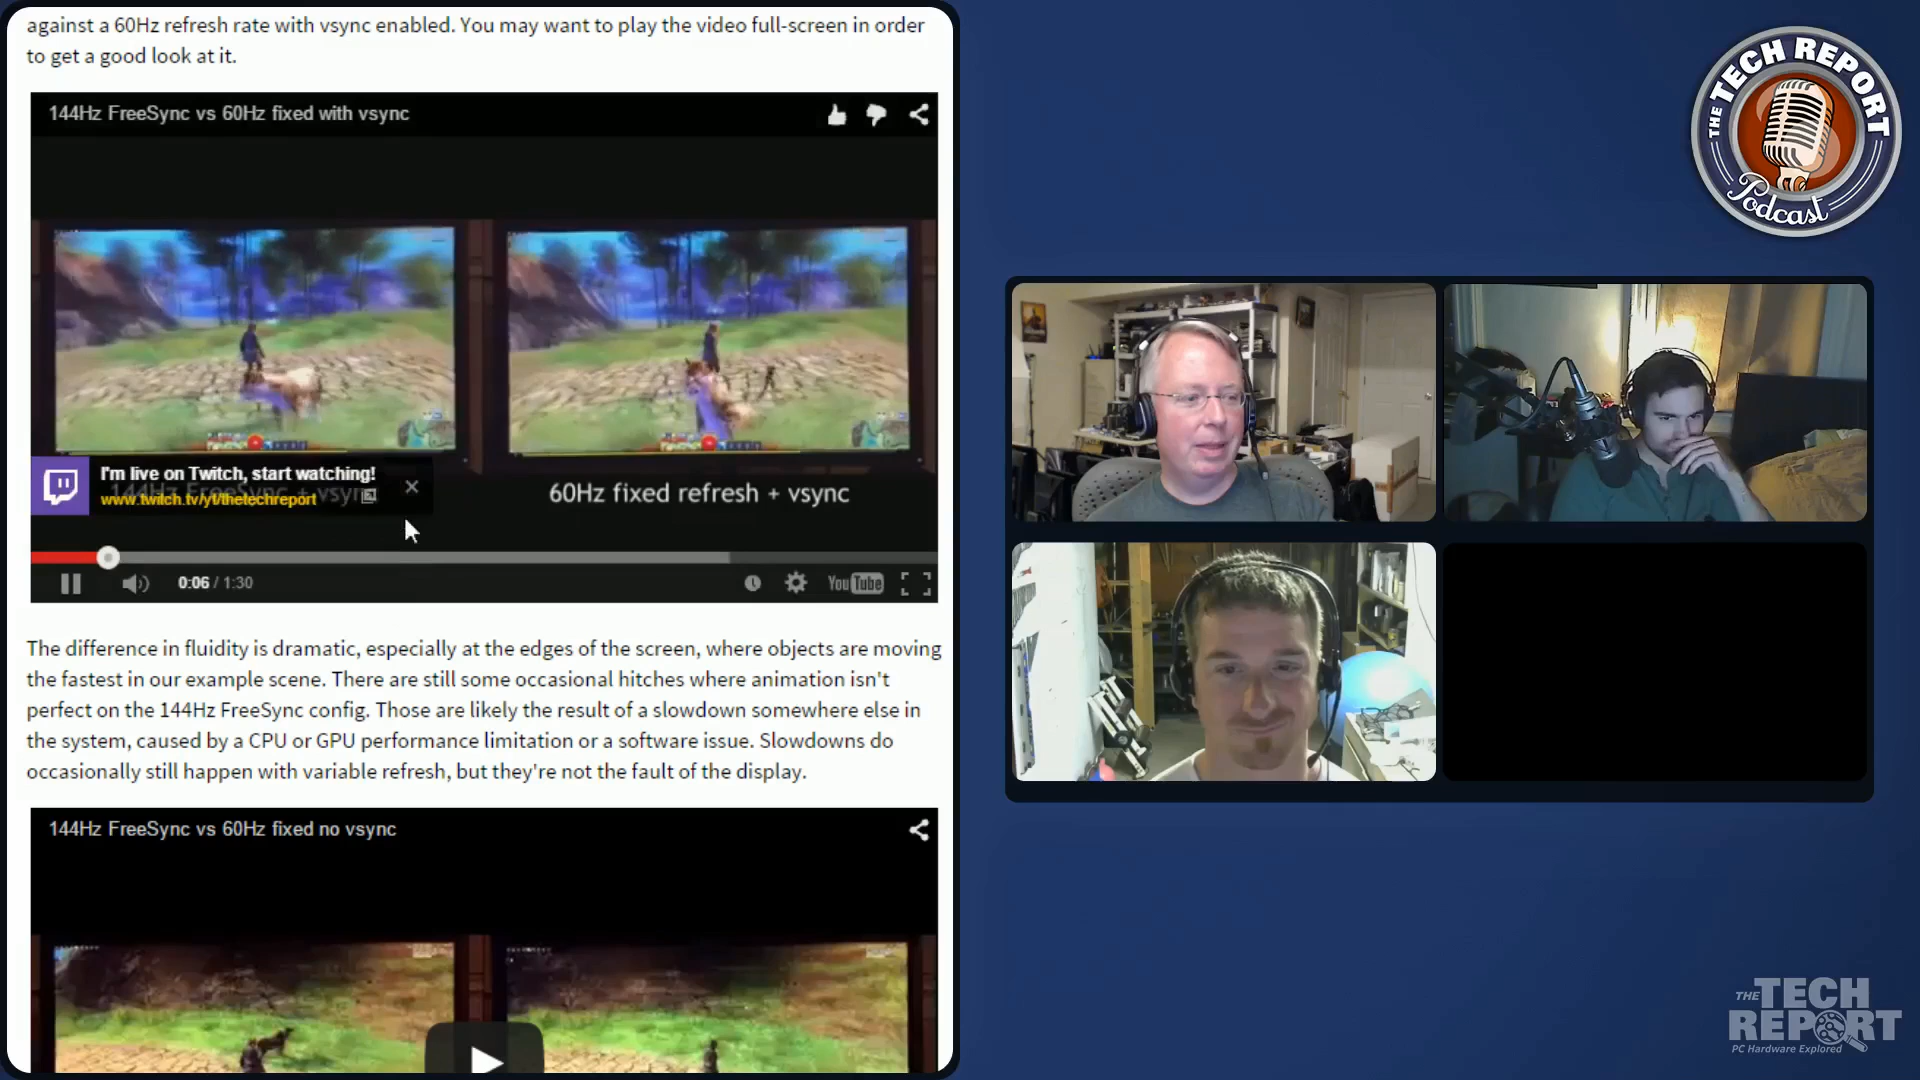 against a 60Hz refresh rate with vsync enabled. You may want to play the video full-screen in order
to get a good look at it.
144Hz FreeSync vs 60Hz fixed with vsync
I'm live on Twitch, start watching!
www.twitch.tv/yt/thetechreport
60Hz fixed refresh + vsync
0:06 / 1:30
YouTube
The difference in fluidity is dramatic, especially at the edges of the screen, where objects are moving
the fastest in our example scene. There are still some occasional hitches where animation isn't
perfect on the 144Hz FreeSync config. Those are likely the result of a slowdown somewhere else in
the system, caused by a CPU or GPU performance limitation or a software issue. Slowdowns do
occasionally still happen with variable refresh, but they're not the fault of the display.
144Hz FreeSync vs 60Hz fixed no vsync
THE TECH REPORT
Podcast
THE TECH
REPORT
PC Hardware Explored